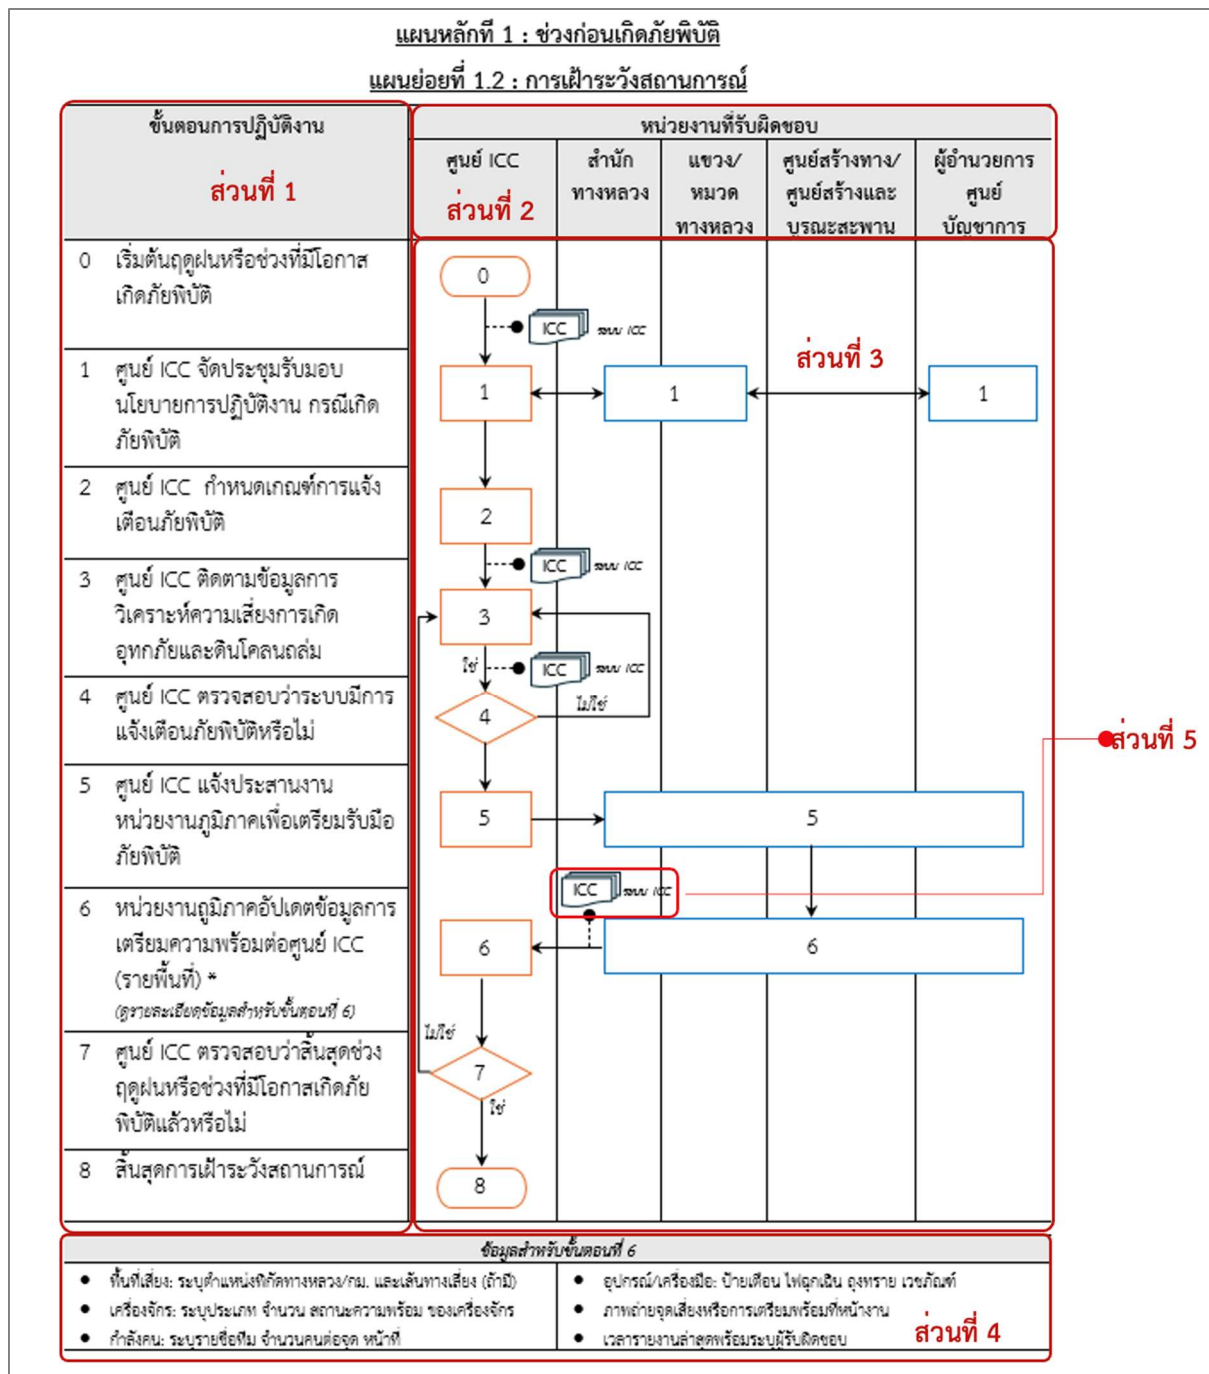 แผนหลักที่ 1 : ช่วงก่อนเกิดภัยพิบัติ
แผนย่อยที่ 1.2 : การเฝ้าระวังสถานการณ์
ขั้นตอนการปฏิบัติงาน
ส่วนที่ 1
หน่วยงานที่รับผิดชอบ
ศูนย์ ICC
ส่วนที่ 2
สำนัก
ทางหลวง
แขวง/
หมวด
ทางหลวง
ศูนย์สร้างทาง/
ศูนย์สร้างและ
บูรณะสะพาน
ผู้อำนวยการ
ศูนย์
บัญชาการ
0 เริ่มต้นฤดูฝนหรือช่วงที่มีโอกาส
เกิดภัยพิบัติ
0
ICC ระบบ ICC
ส่วนที่ 3
1 ศูนย์ ICC จัดประชุมรับมอบ
นโยบายการปฏิบัติงาน กรณีเกิด
ภัยพิบัติ
1
1
1
2 ศูนย์ ICC กำหนดเกณฑ์การแจ้ง
เตือนภัยพิบัติ
2
ICC ระบบ ICC
3 ศูนย์ ICC ติดตามข้อมูลการ
วิเคราะห์ความเสี่ยงการเกิด
อุทกภัยและดินโคลนถล่ม
3
ใช่
ICC ระบบ ICC
4 ศูนย์ ICC ตรวจสอบว่าระบบมีการ
แจ้งเตือนภัยพิบัติหรือไม่
4
ไม่ใช่
ส่วนที่ 5
5 ศูนย์ ICC แจ้งประสานงาน
หน่วยงานภูมิภาคเพื่อเตรียมรับมือ
ภัยพิบัติ
5
5
ICC ระบบ ICC
6 หน่วยงานภูมิภาคอัปเดตข้อมูลการ
เตรียมความพร้อมต่อศูนย์ ICC
(รายพื้นที่) *
(ดูรายละเอียดข้อมูลสำหรับขั้นตอนที่ 6)
6
6
ไม่ใช่
7 ศูนย์ ICC ตรวจสอบว่าสิ้นสุดช่วง
ฤดูฝนหรือช่วงที่มีโอกาสเกิดภัย
พิบัติแล้วหรือไม่
7
ใช่
8 สิ้นสุดการเฝ้าระวังสถานการณ์
8
ข้อมูลสำหรับขั้นตอนที่ 6
● พื้นที่เสี่ยง: ระบุตำแหน่งพิกัดทางหลวง/กม. และเส้นทางเสี่ยง (ถ้ามี)
● เครื่องจักร: ระบุประเภท จำนวน สถานะความพร้อม ของเครื่องจักร
● กำลังคน: ระบุรายชื่อทีม จำนวนคนต่อจุด หน้าที่
● อุปกรณ์/เครื่องมือ: ป้ายเตือน ไฟฉุกเฉิน ถุงทราย เวชภัณฑ์
● ภาพถ่ายจุดเสี่ยงหรือการเตรียมพร้อมที่หน้างาน
● เวลารายงานล่าสุดพร้อมระบุผู้รับผิดชอบ
ส่วนที่ 4